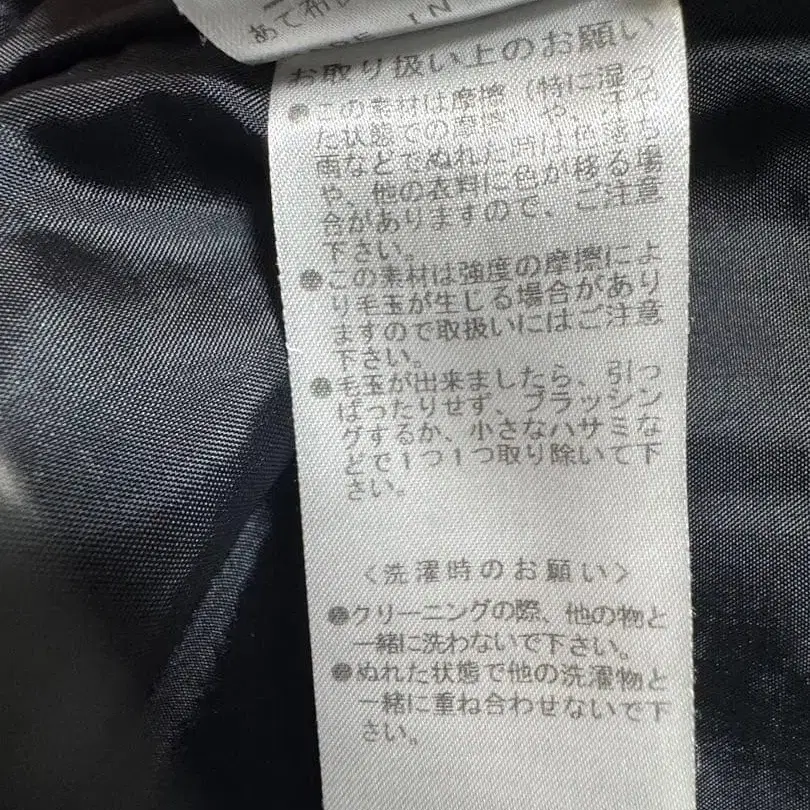 あて布
IN
お取り扱い上のお願い
●この素材は摩擦（特に湿っ
た状態での摩擦）や、汗や
雨などでぬれた時は色落ち
や、他の衣料に色が移る場
合がありますので、ご注意
下さい。
●この素材は強度の摩擦によ
り毛玉が生じる場合があり
ますので取扱いにはご注意
下さい。
●毛玉が出来ましたら、引っ
ぱったりせず、ブラッシン
グするか、小さなハサミな
どで1つ1つ取り除いて下
さい。
〈洗濯時のお願い〉
●クリーニングの際、他の物と
一緒に洗わないで下さい。
●ぬれた状態で他の洗濯物と
一緒に重ね合わせないで下
さい。